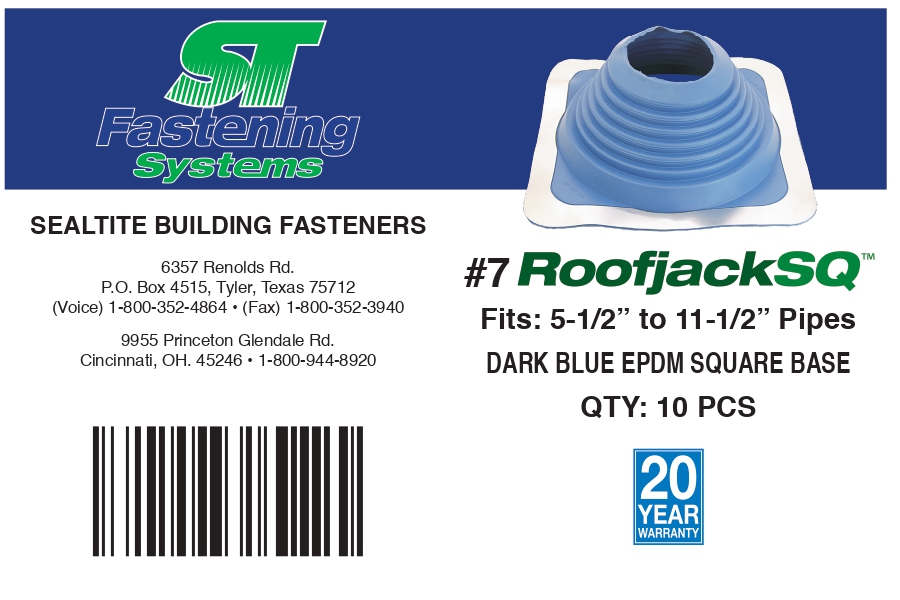 ST
Fastening
Systems
SEALTITE BUILDING FASTENERS
6357 Renolds Rd.
P.O. Box 4515, Tyler, Texas 75712
(Voice) 1-800-352-4864 • (Fax) 1-800-352-3940
9955 Princeton Glendale Rd.
Cincinnati, OH. 45246 • 1-800-944-8920
#7 RoofjackSQ™
Fits: 5-1/2” to 11-1/2” Pipes
DARK BLUE EPDM SQUARE BASE
QTY: 10 PCS
20
YEAR
WARRANTY